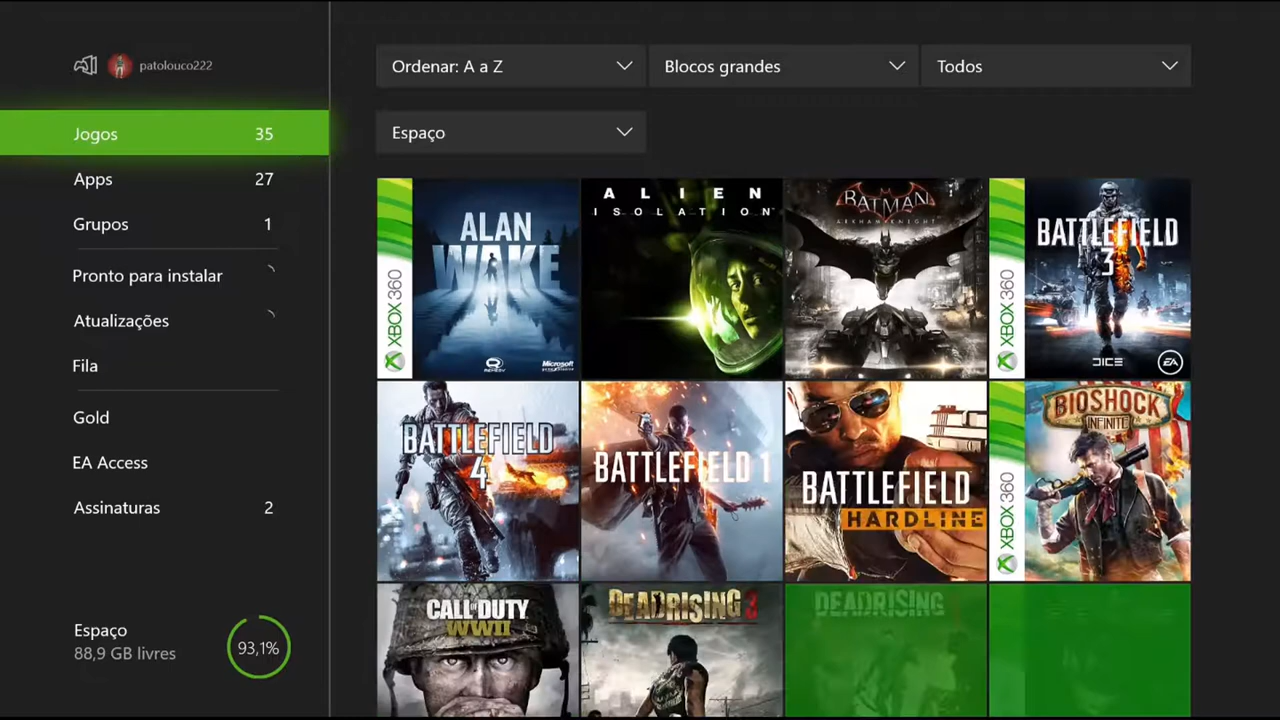 patolouco222
Jogos 35
Apps 27
Grupos 1
Pronto para instalar
Atualizações
Fila
Gold
EA Access
Assinaturas 2
Espaço
88,9 GB livres
93,1%
Ordenar: A a Z
Blocos grandes
Todos
Espaço
XBOX 360
ALAN
WAKE
REMEDY
Microsoft
ALIEN
ISOLATION
BATMAN
ARKHAM KNIGHT
XBOX 360
BATTLEFIELD
3
DICE
EA
BATTLEFIELD
4
BATTLEFIELD 1
BATTLEFIELD
HARDLINE
XBOX 360
BIOSHOCK
INFINITE
CALL OF DUTY
WWII
DEADRISING 3
DEADRISING